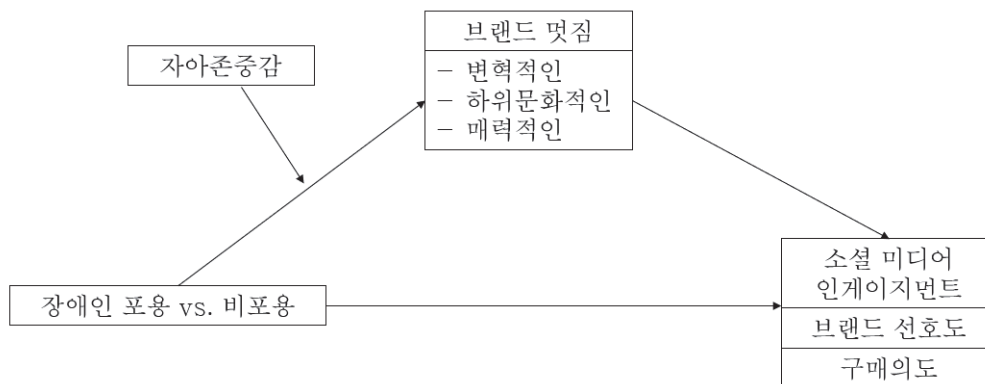 브랜드 멋짐
자아존중감
– 변혁적인
– 하위문화적인
– 매력적인
소셜 미디어
인게이지먼트
장애인 포용 vs. 비포용
브랜드 선호도
구매의도